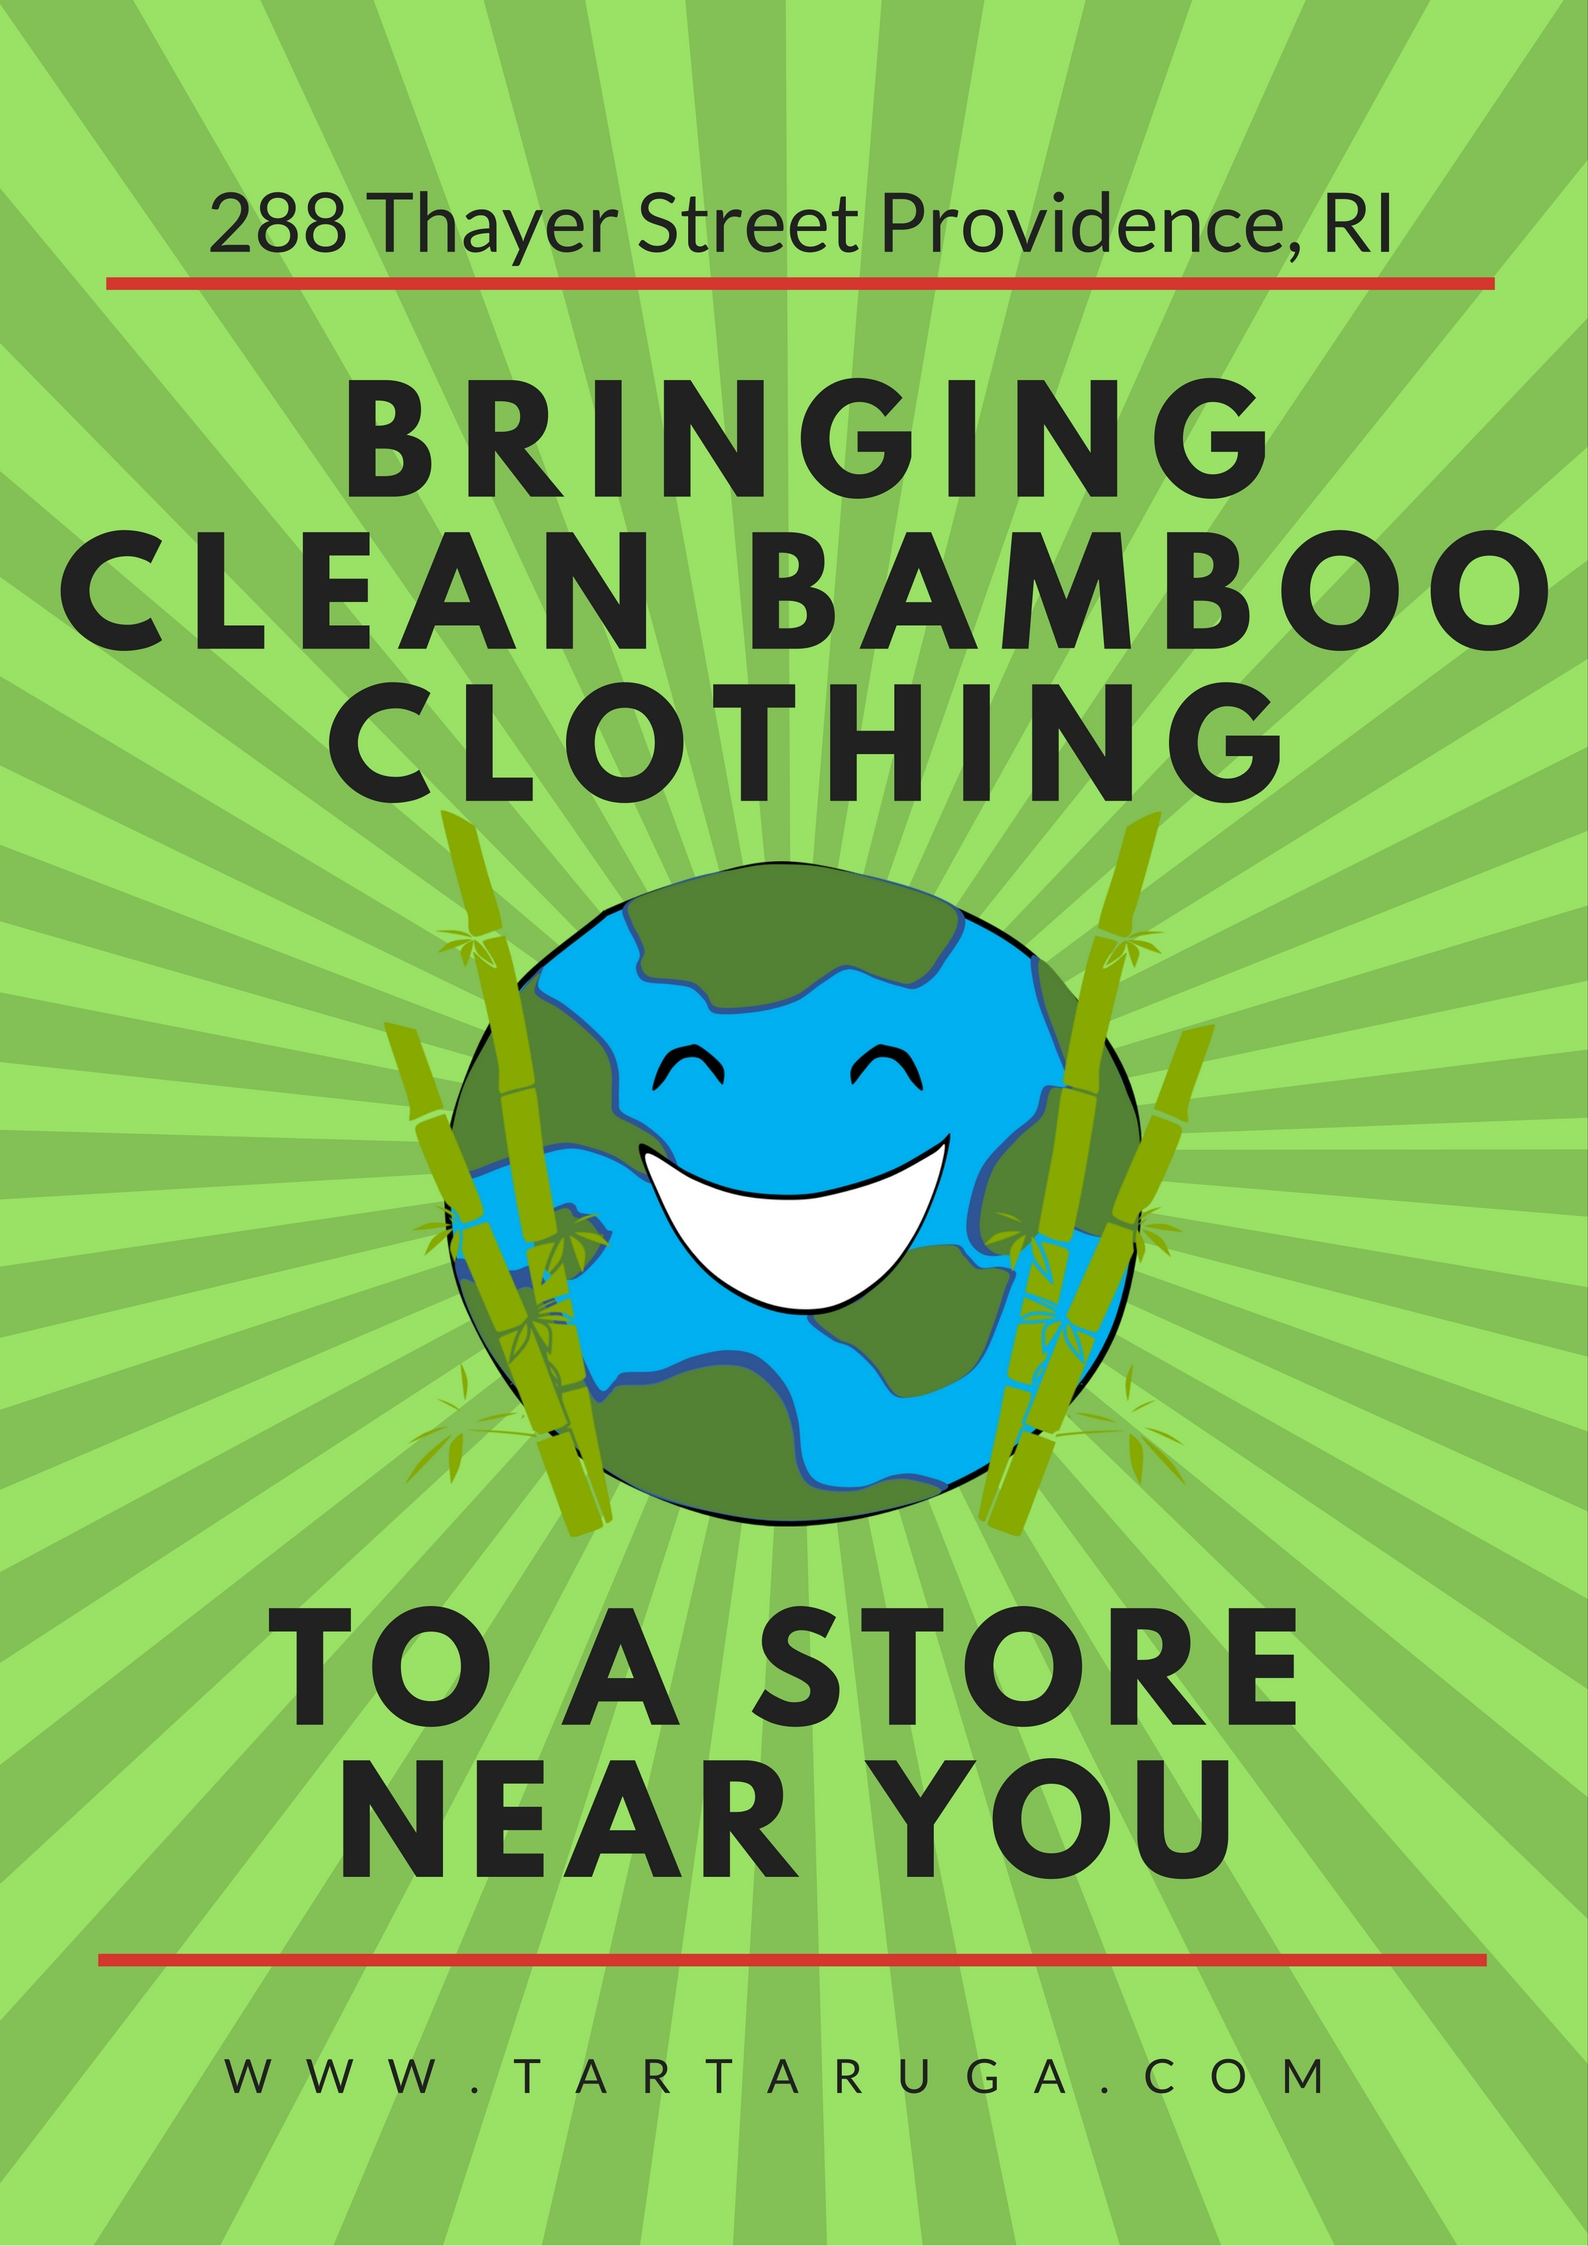 288 Thayer Street Providence, RI
BRINGING
CLEAN BAMBOO
CLOTHING
TO A STORE
NEAR YOU
WWW.TARTARUGA.COM